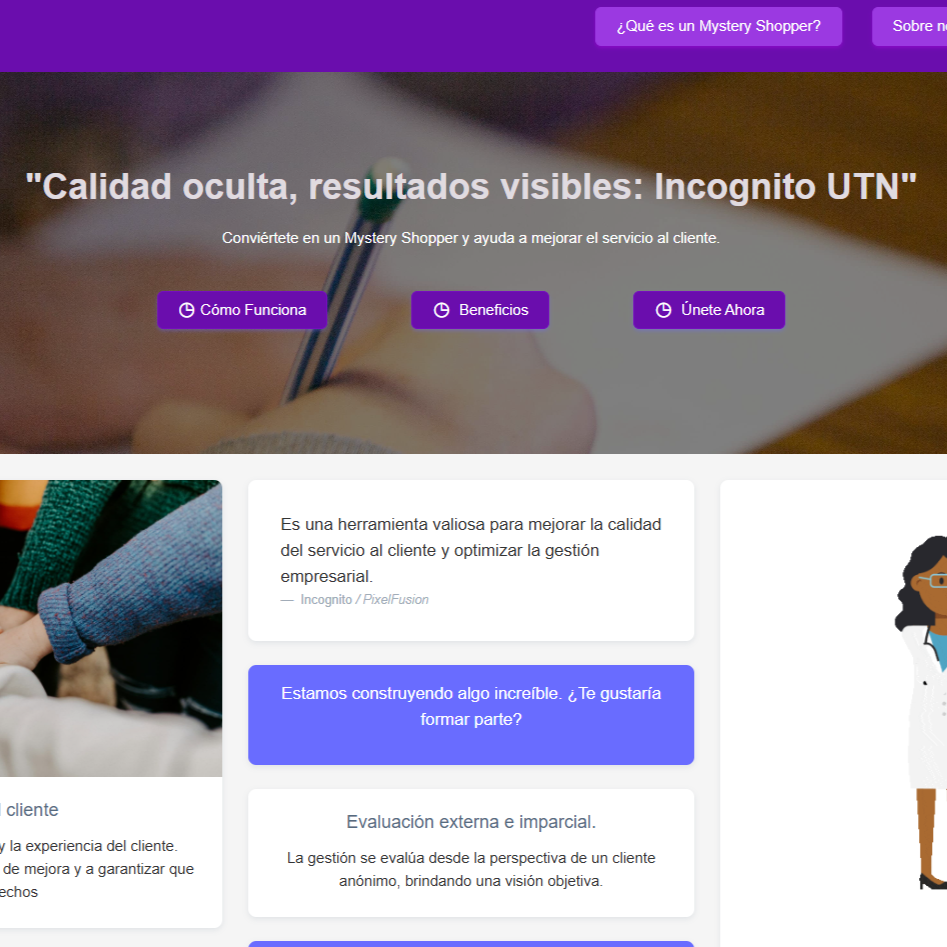 ¿Qué es un Mystery Shopper?
Sobre
"Calidad oculta, resultados visibles: Incognito UTN"
Conviértete en un Mystery Shopper y ayuda a mejorar el servicio al cliente.
Cómo Funciona
Beneficios
Únete Ahora
cliente
y la experiencia del cliente.
de mejora y a garantizar que
Es una herramienta valiosa para mejorar la calidad
del servicio al cliente y optimizar la gestión
empresarial.
— Incognito / PixelFusion
Estamos construyendo algo increíble. ¿Te gustaría
formar parte?
Evaluación externa e imparcial.
La gestión se evalúa desde la perspectiva de un cliente
anónimo, brindando una visión objetiva.